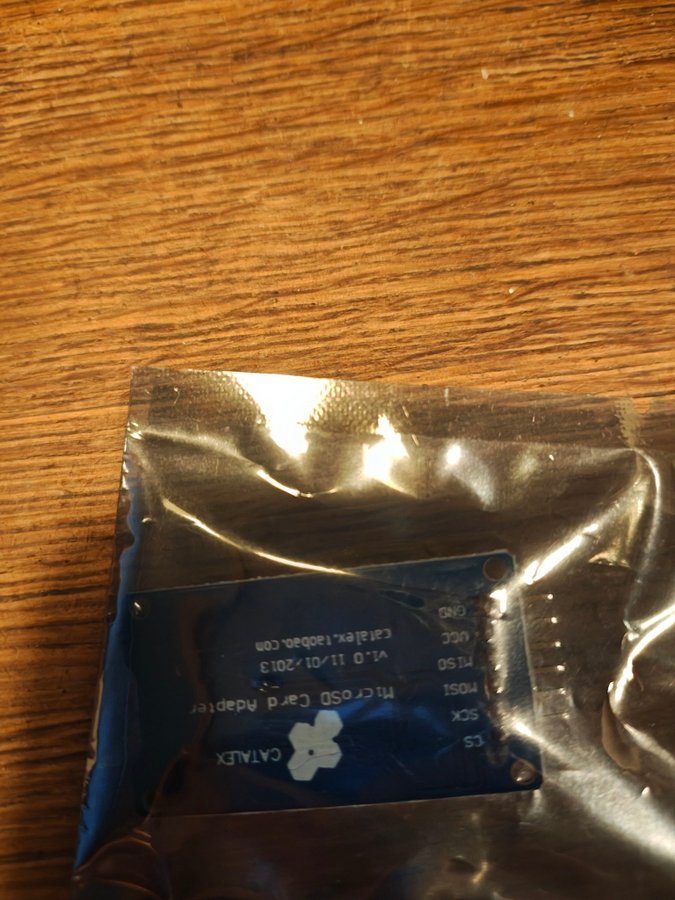 CATALEX
MicroSD Card Adapter
v1.0 11/01/2013
catalex.taobao.com
CS
SCK
MOSI
MISO
VCC
GND